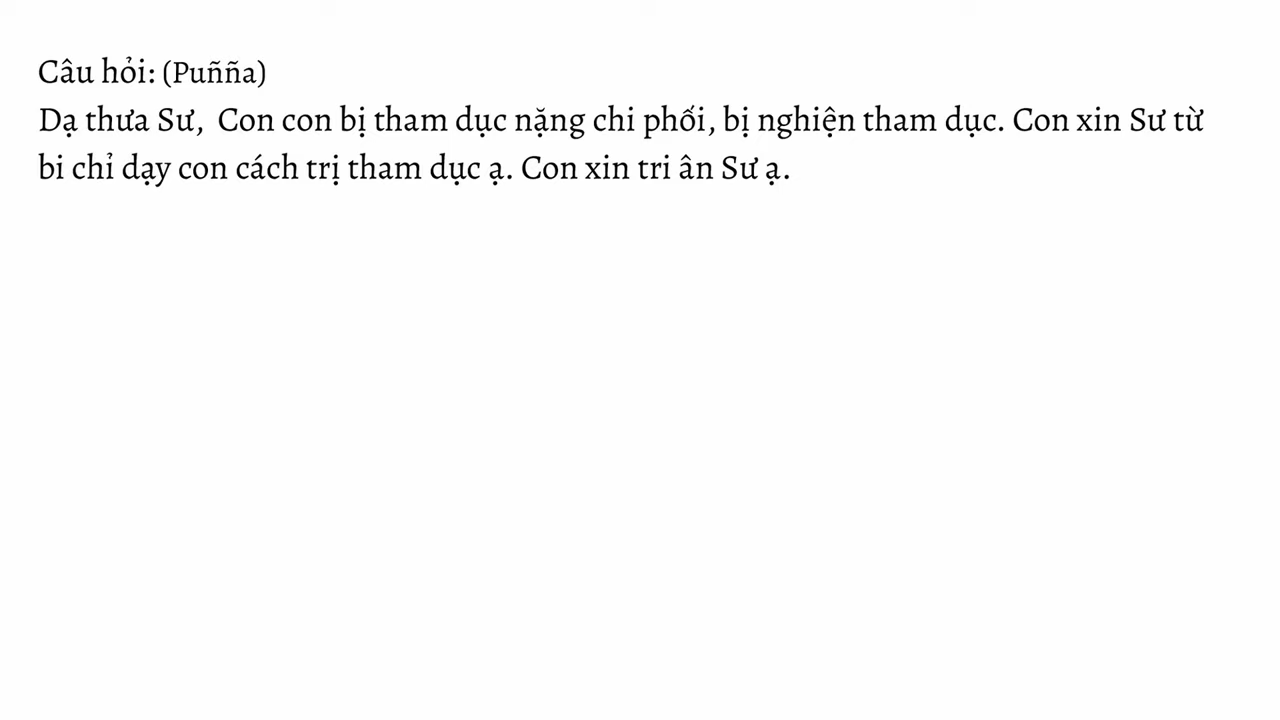 Câu hỏi: (Puñña)
Dạ thưa Sư,  Con con bị tham dục nặng chi phối, bị nghiện tham dục. Con xin Sư từ
bi chỉ dạy con cách trị tham dục ạ. Con xin tri ân Sư ạ.